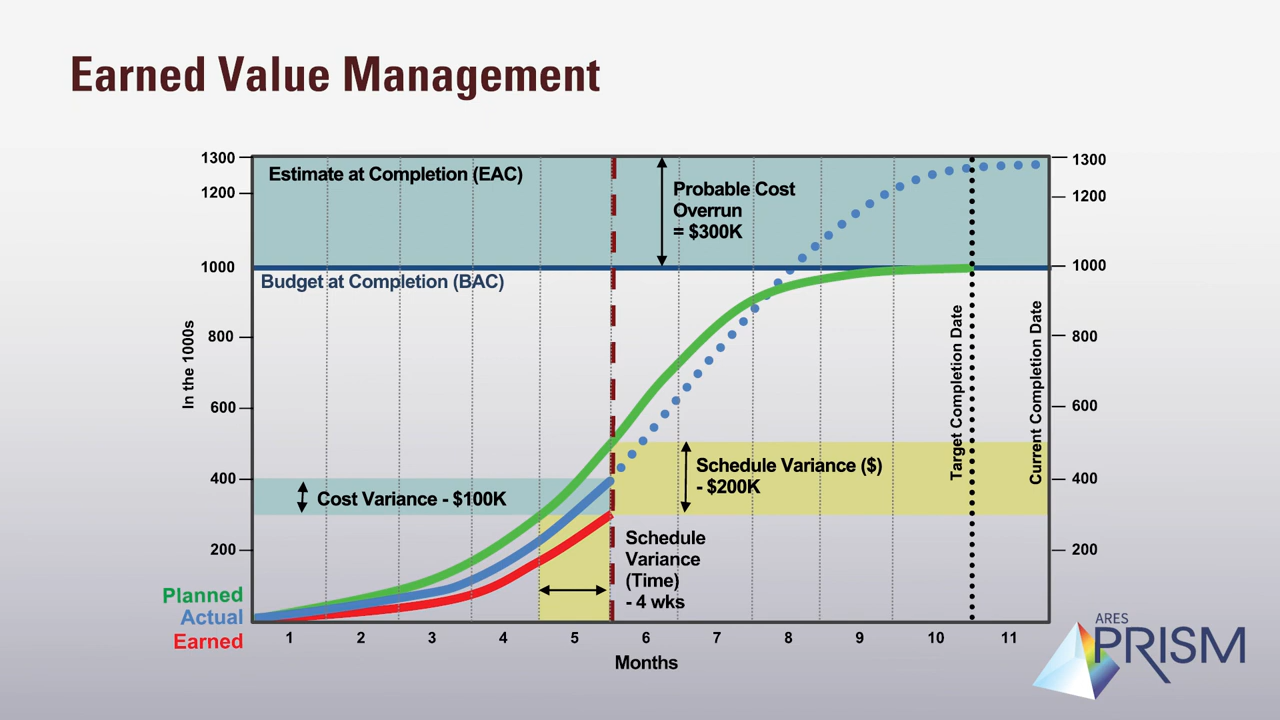 Earned Value Management
1300
1200
1000
800
600
400
200
In the 1000s
Estimate at Completion (EAC)
Probable Cost
Overrun
= $300K
Budget at Completion (BAC)
Target Completion Date
Current Completion Date
1300
1200
1000
800
600
400
200
Schedule Variance ($)
- $200K
Cost Variance - $100K
Schedule
Variance
(Time)
- 4 wks
Planned
Actual
Earned
1 2 3 4 5 6 7 8 9 10 11
Months
ARES
PRISM